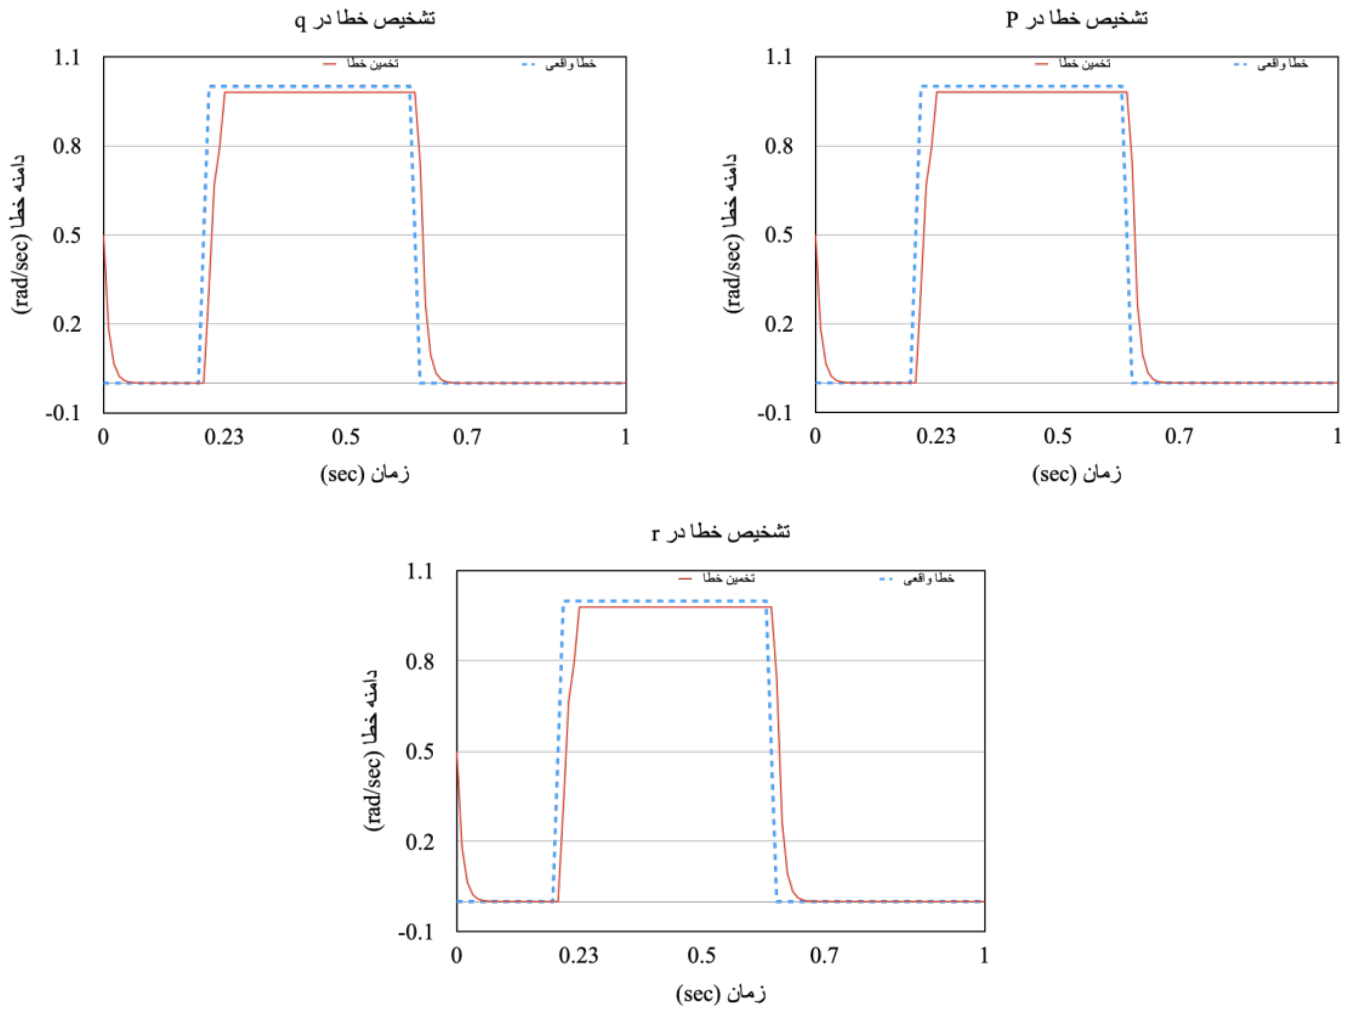 تشخیص خطا در q
تخمین خطا
خطا واقعی
1.1
0.8
0.5
0.2
-0.1
دامنه خطا (rad/sec)
0 0.23 0.5 0.7 1
زمان (sec)
تشخیص خطا در P
تخمین خطا
خطا واقعی
1.1
0.8
0.5
0.2
-0.1
دامنه خطا (rad/sec)
0 0.23 0.5 0.7 1
زمان (sec)
تشخیص خطا در r
تخمین خطا
خطا واقعی
1.1
0.8
0.5
0.2
-0.1
دامنه خطا (rad/sec)
0 0.23 0.5 0.7 1
زمان (sec)